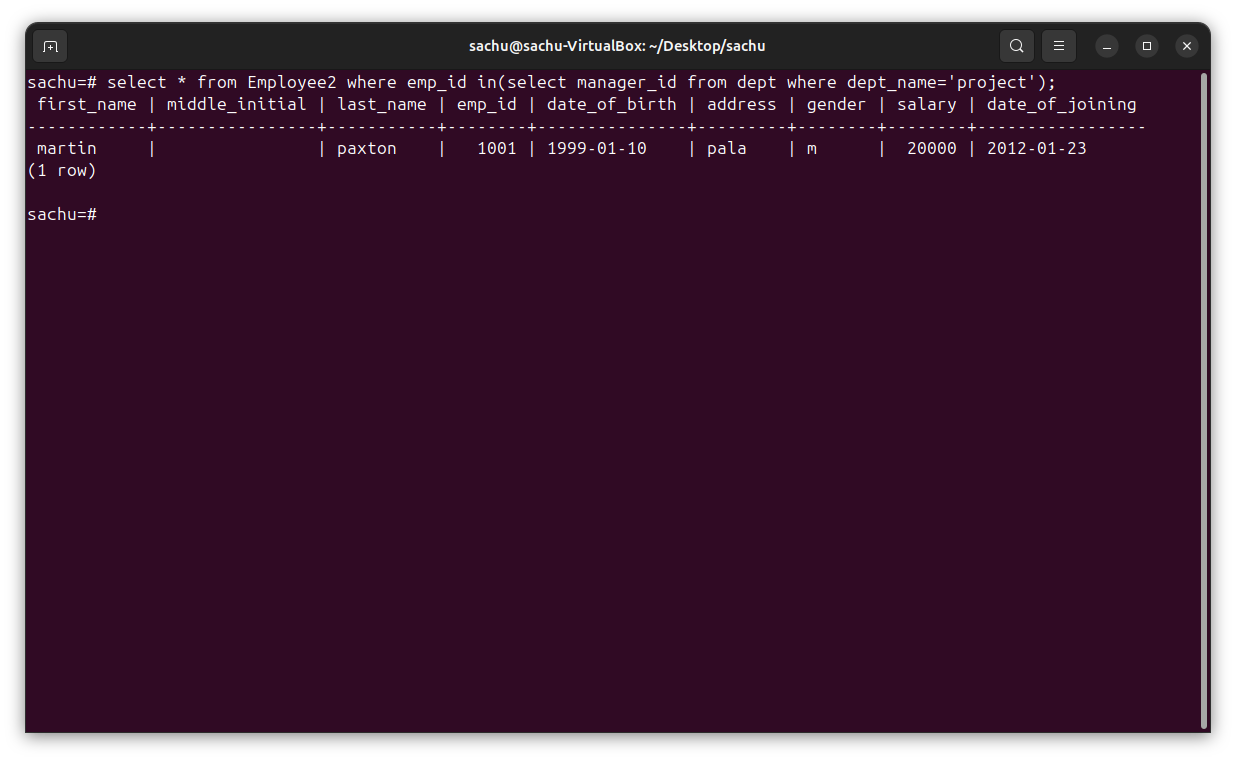 sachu@sachu-VirtualBox: ~/Desktop/sachu
sachu=# select * from Employee2 where emp_id in(select manager_id from dept where dept_name='project');
 first_name | middle_initial | last_name | emp_id | date_of_birth | address | gender | salary | date_of_joining
------------+----------------+-----------+--------+---------------+---------+--------+--------+-----------------
 martin     |                | paxton    |   1001 | 1999-01-10    | pala    | m      |  20000 | 2012-01-23
(1 row)
sachu=#